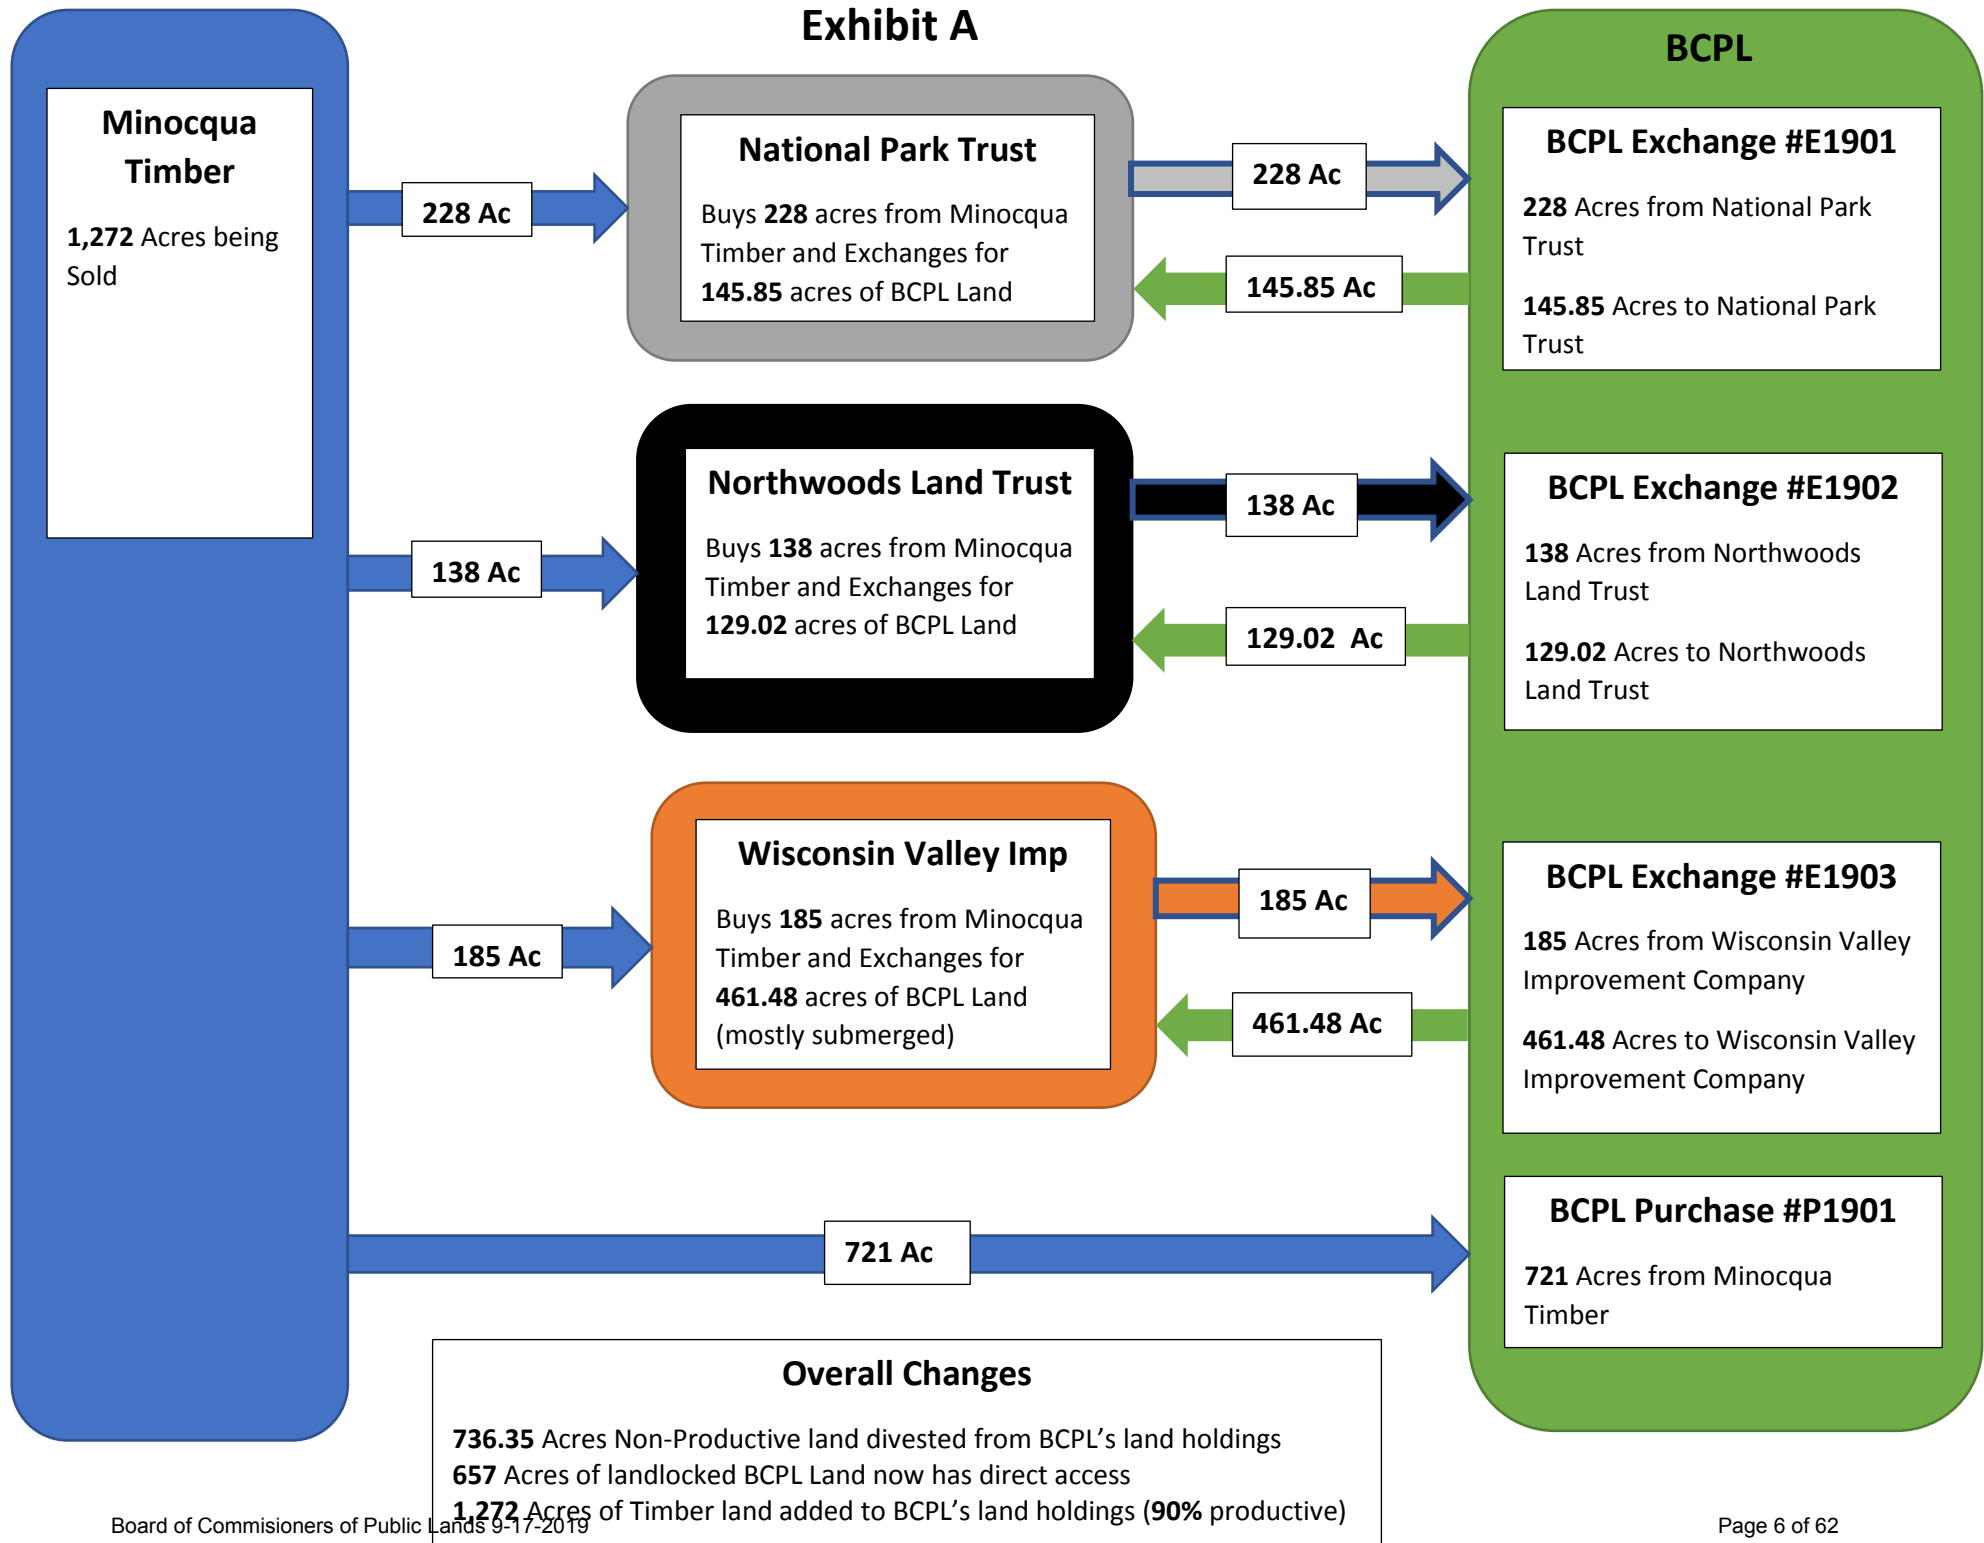 Exhibit A
Minocqua
Timber
1,272 Acres being
Sold
228 Ac
138 Ac
185 Ac
721 Ac
National Park Trust
Buys 228 acres from Minocqua
Timber and Exchanges for
145.85 acres of BCPL Land
228 Ac
145.85 Ac
Northwoods Land Trust
Buys 138 acres from Minocqua
Timber and Exchanges for
129.02 acres of BCPL Land
138 Ac
129.02 Ac
Wisconsin Valley Imp
Buys 185 acres from Minocqua
Timber and Exchanges for
461.48 acres of BCPL Land
(mostly submerged)
185 Ac
461.48 Ac
BCPL
BCPL Exchange #E1901
228 Acres from National Park
Trust
145.85 Acres to National Park
Trust
BCPL Exchange #E1902
138 Acres from Northwoods
Land Trust
129.02 Acres to Northwoods
Land Trust
BCPL Exchange #E1903
185 Acres from Wisconsin Valley
Improvement Company
461.48 Acres to Wisconsin Valley
Improvement Company
BCPL Purchase #P1901
721 Acres from Minocqua
Timber
Overall Changes
736.35 Acres Non-Productive land divested from BCPL’s land holdings
657 Acres of landlocked BCPL Land now has direct access
1,272 Acres of Timber land added to BCPL’s land holdings (90% productive)
Board of Commisioners of Public Lands 9-17-2019
Page 6 of 62